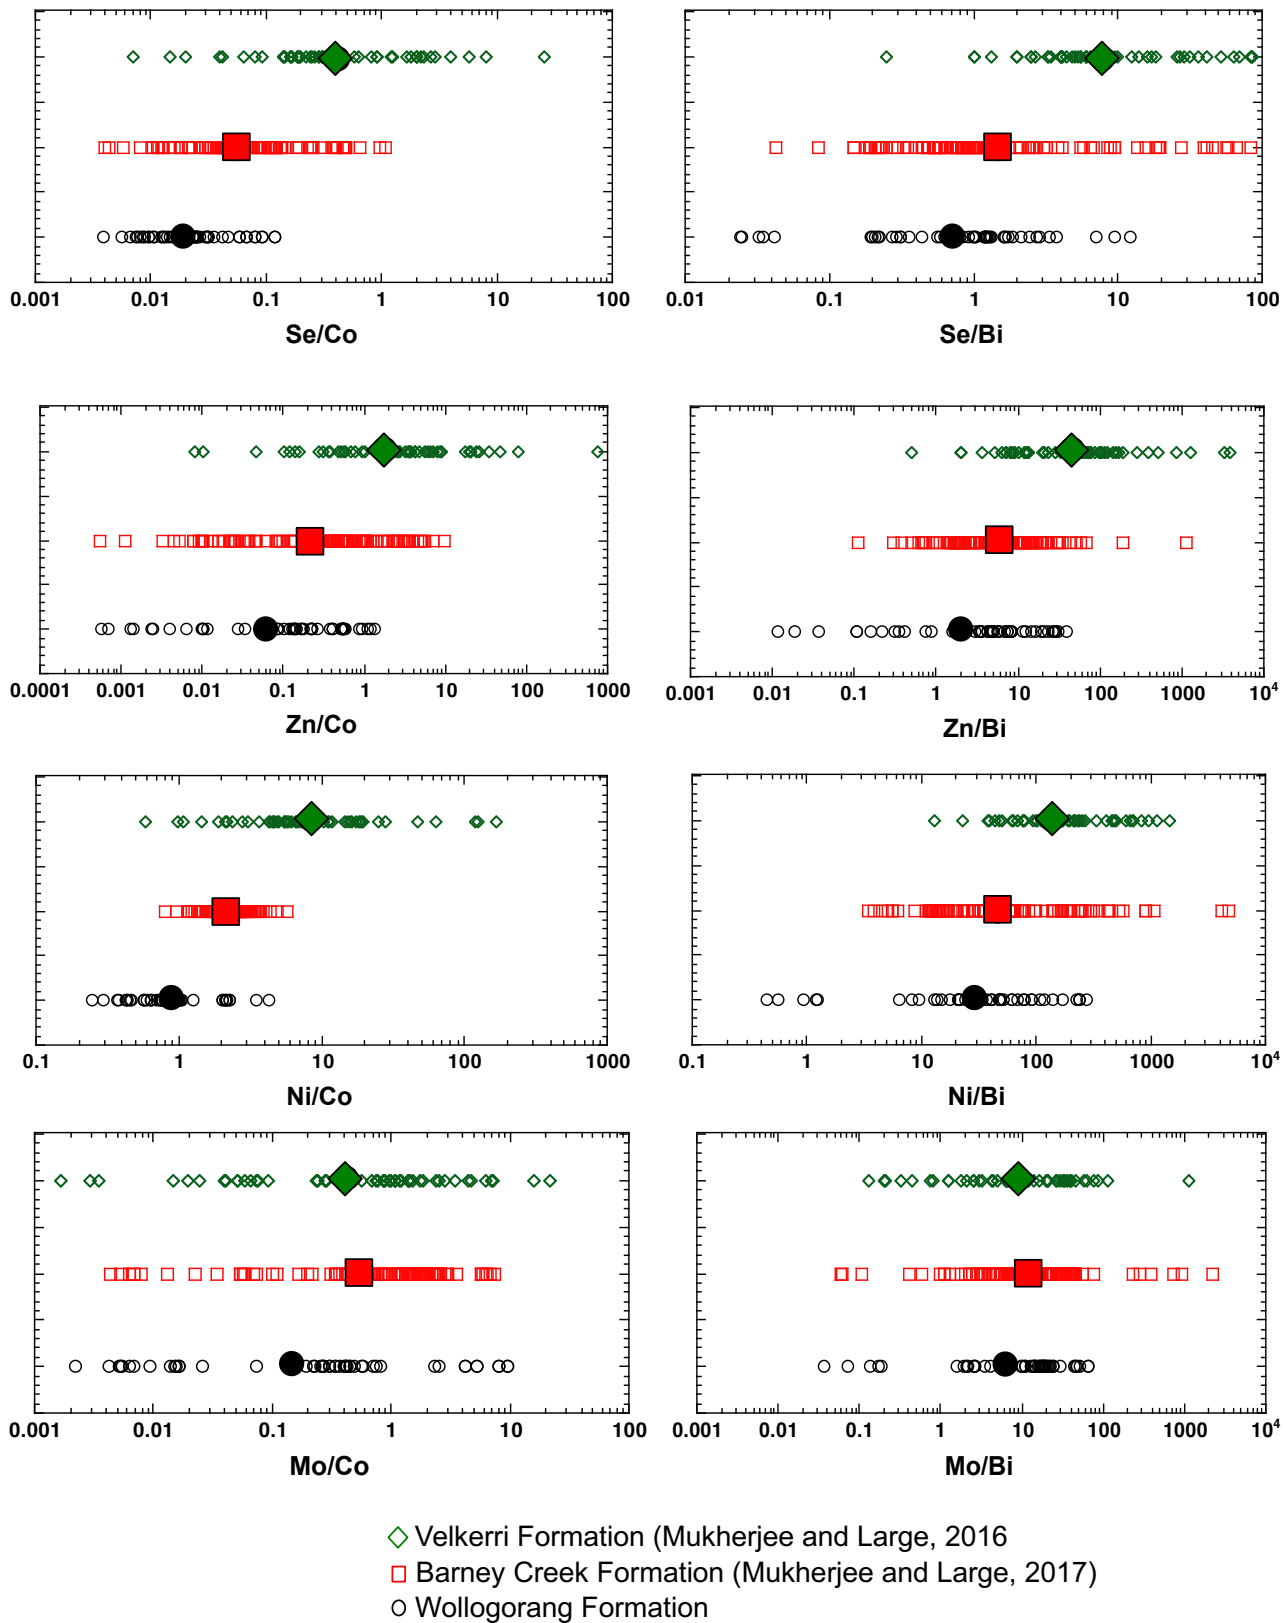 0.001 0.01 0.1 1 10 100
Se/Co
0.01 0.1 1 10 100
Se/Bi
0.0001 0.001 0.01 0.1 1 10 100 1000
Zn/Co
0.001 0.01 0.1 1 10 100 1000 10⁴
Zn/Bi
0.1 1 10 100 1000
Ni/Co
0.1 1 10 100 1000 10⁴
Ni/Bi
0.001 0.01 0.1 1 10 100
Mo/Co
0.001 0.01 0.1 1 10 100 1000 10⁴
Mo/Bi
Velkerri Formation (Mukherjee and Large, 2016
Barney Creek Formation (Mukherjee and Large, 2017)
Wollogorang Formation